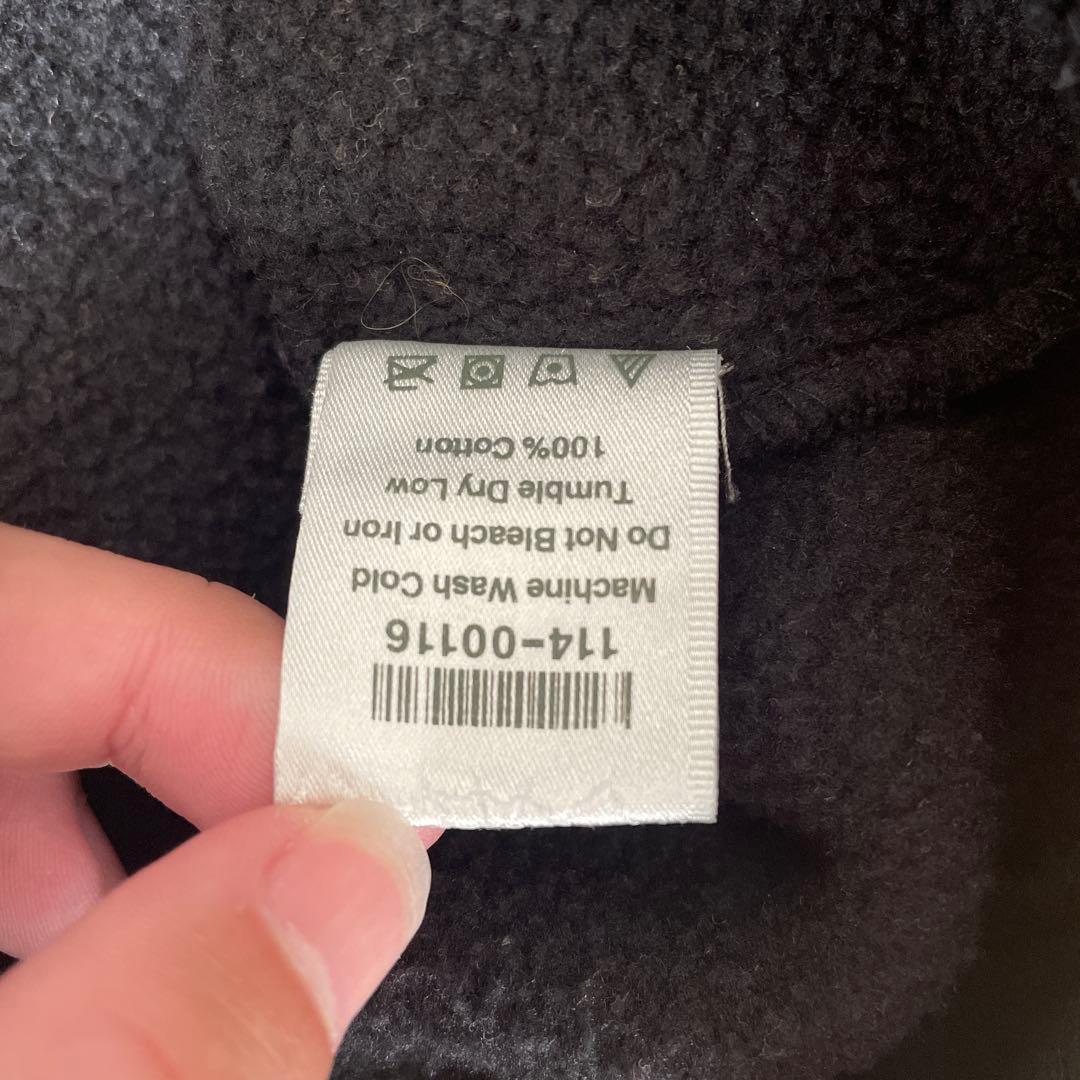 114-00116
Machine Wash Cold
Do Not Bleach or Iron
Tumble Dry Low
100% Cotton